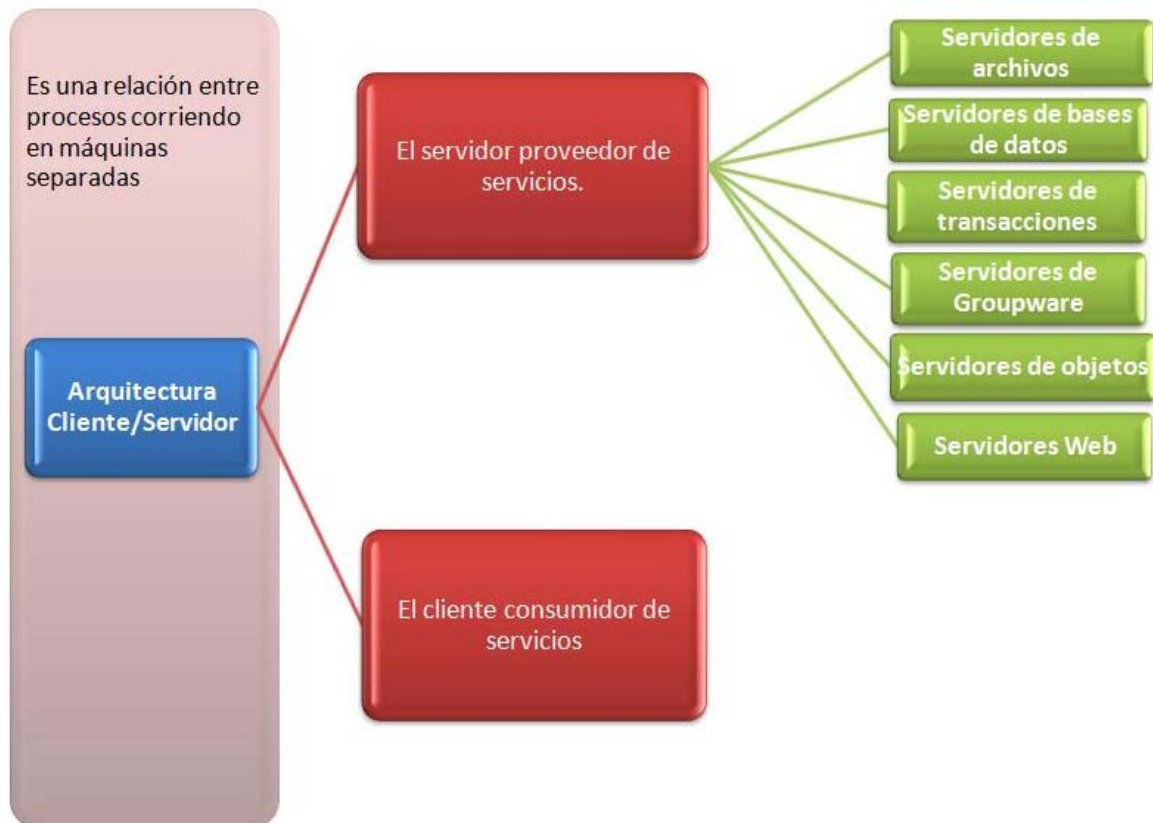 Es una relación entre
procesos corriendo
en máquinas
separadas
Arquitectura
Cliente/Servidor
El servidor proveedor de
servicios.
El cliente consumidor de
servicios
Servidores de
archivos
Servidores de bases
de datos
Servidores de
transacciones
Servidores de
Groupware
Servidores de objetos
Servidores Web